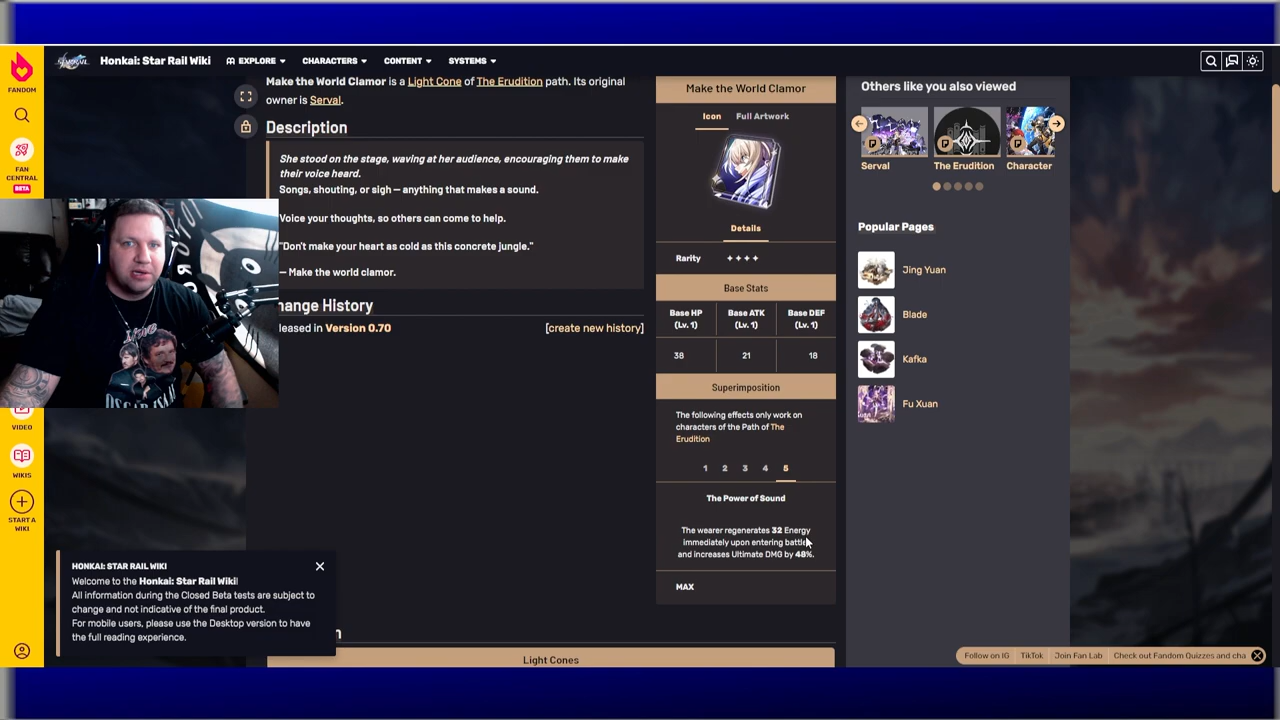 FANDOM
FAN
CENTRAL
BETA
VIDEO
WIKIS
START A
WIKI
Honkai: Star Rail Wiki
EXPLORE
CHARACTERS
CONTENT
SYSTEMS
Make the World Clamor is a Light Cone of The Erudition path. Its original
owner is Serval.
Description
She stood on the stage, waving at her audience, encouraging them to make
their voice heard.
Songs, shouting, or sigh — anything that makes a sound.
Voice your thoughts, so others can come to help.
"Don't make your heart as cold as this concrete jungle."
— Make the world clamor.
hange History
leased in Version 0.70
[create new history]
Make the World Clamor
Icon
Full Artwork
Details
Rarity
Base Stats
Base HP
(Lv. 1)
Base ATK
(Lv. 1)
Base DEF
(Lv. 1)
38
21
18
Superimposition
The following effects only work on
characters of the Path of The
Erudition
1 2 3 4 5
The Power of Sound
The wearer regenerates 32 Energy
immediately upon entering battle
and increases Ultimate DMG by 48%.
MAX
Others like you also viewed
Serval
The Erudition
Character
Popular Pages
Jing Yuan
Blade
Kafka
Fu Xuan
HONKAI: STAR RAIL WIKI
Welcome to the Honkai: Star Rail Wiki!
All information during the Closed Beta tests are subject to
change and not indicative of the final product.
For mobile users, please use the Desktop version to have
the full reading experience.
n
Light Cones
Follow on IG
TikTok
Join Fan Lab
Check out Fandom Quizzes and cha